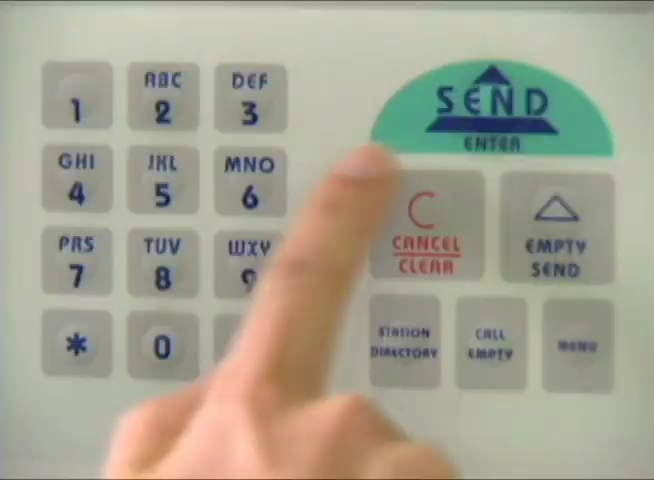 1
ABC
2
DEF
3
GHI
4
JKL
5
MNO
6
PRS
7
TUV
8
WXY
9
*
0
SEND
ENTER
C
CANCEL
CLEAR
EMPTY
SEND
STATION
DIRECTORY
CALL
EMPTY
MENU